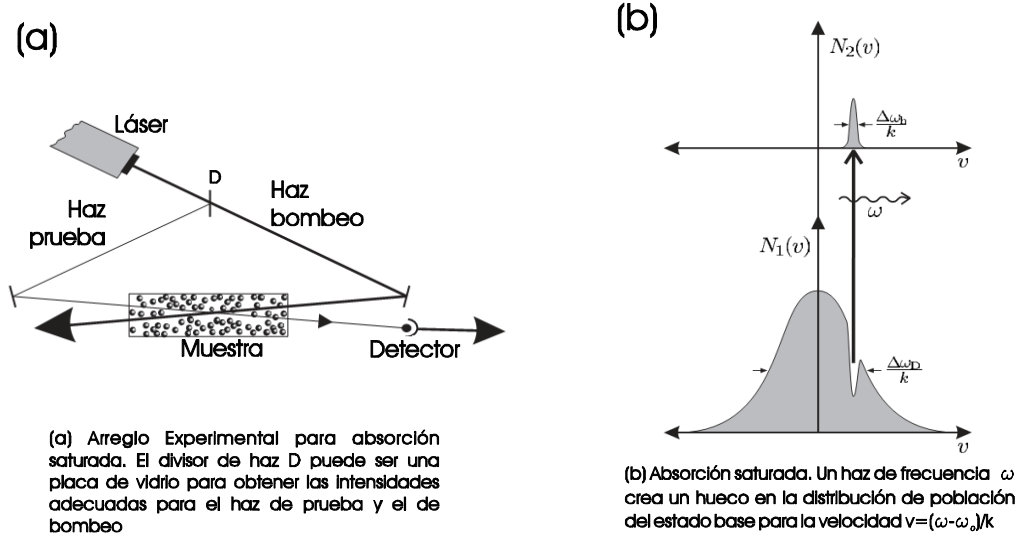 (a)
Láser
D
Haz
bombeo
Haz
prueba
Muestra
Detector
(a) Arreglo Experimental para absorción
saturada. El divisor de haz D puede ser una
placa de vidrio para obtener las intensidades
adecuadas para el haz de prueba y el de
bombeo
(b)
N₂(v)
Δω_h/k
v
ω
N₁(v)
Δω_D/k
v
(b) Absorción saturada. Un haz de frecuencia ω
crea un hueco en la distribución de población
del estado base para la velocidad v=(ω-ω₀)/k